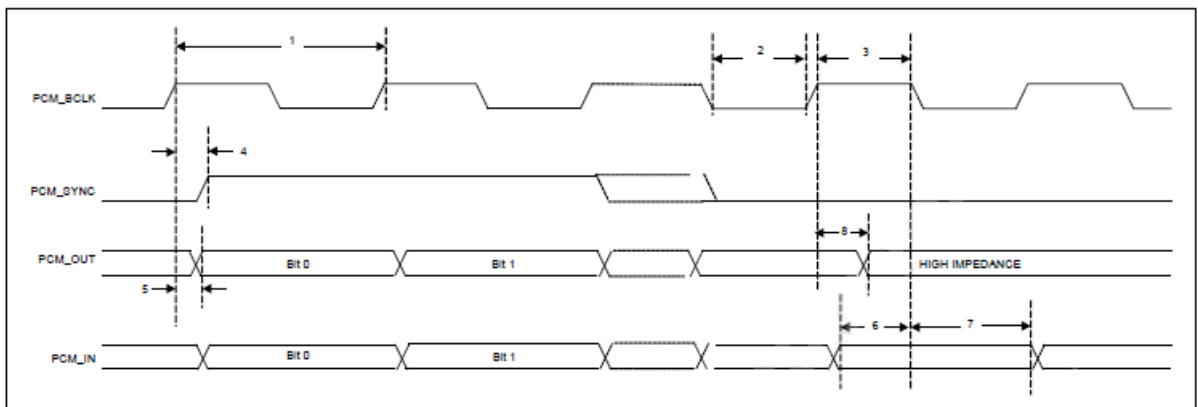 1
2
3
PCM_BCLK
4
PCM_SYNC
8
PCM_OUT
Bit 0
Bit 1
HIGH IMPEDANCE
5
6
7
PCM_IN
Bit 0
Bit 1